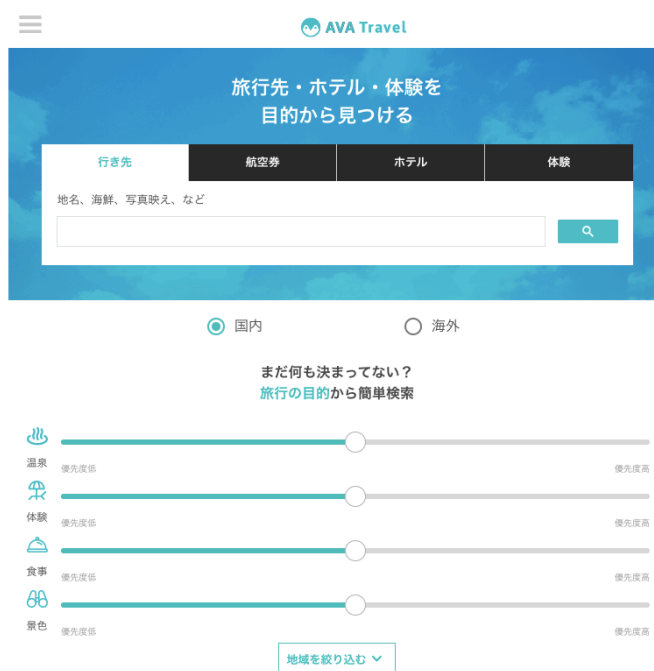 AVA Travel
旅行先・ホテル・体験を
目的から見つける
行き先
航空券
ホテル
体験
地名、海鮮、写真映え、など
国内
海外
まだ何も決まってない？
旅行の目的から簡単検索
温泉
優先度低
優先度高
体験
優先度低
優先度高
食事
優先度低
優先度高
景色
優先度低
優先度高
地域を絞り込む